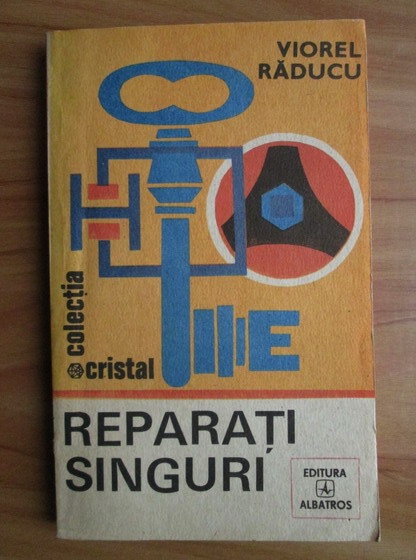 VIOREL
RĂDUCU
colecția
cristal
REPARAȚI
SINGURI
EDITURA
ALBATROS